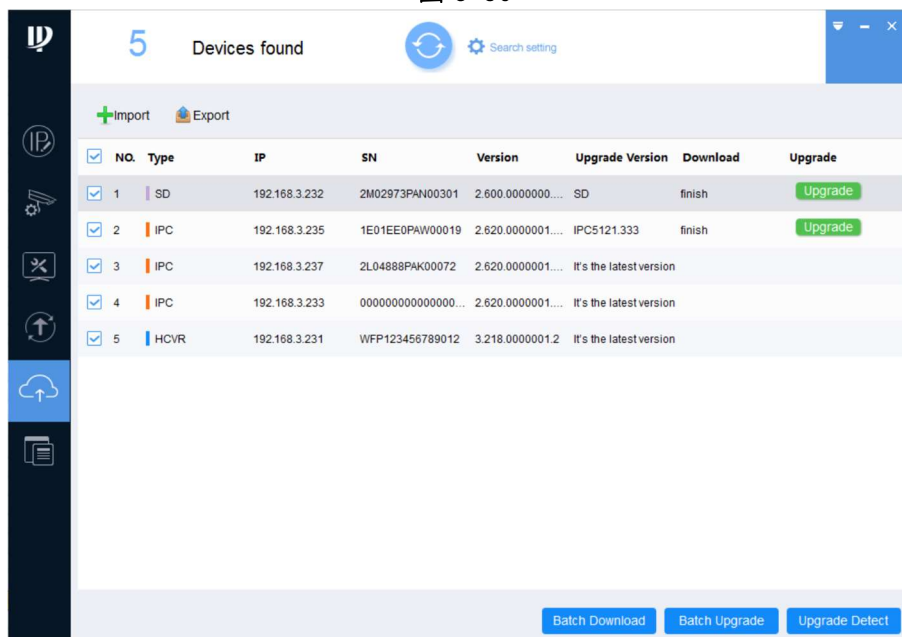 5 Devices found Search setting
Import Export
NO. Type IP SN Version Upgrade Version Download Upgrade
1 SD 192.168.3.232 2M02973PAN00301 2.600.0000000.... SD finish Upgrade
2 IPC 192.168.3.235 1E01EE0PAW00019 2.620.0000001.... IPC5121.333 finish Upgrade
3 IPC 192.168.3.237 2L04888PAK00072 2.620.0000001.... It's the latest version
4 IPC 192.168.3.233 000000000000000... 2.620.0000001.... It's the latest version
5 HCVR 192.168.3.231 WFP123456789012 3.218.0000001.2 It's the latest version
Batch Download Batch Upgrade Upgrade Detect